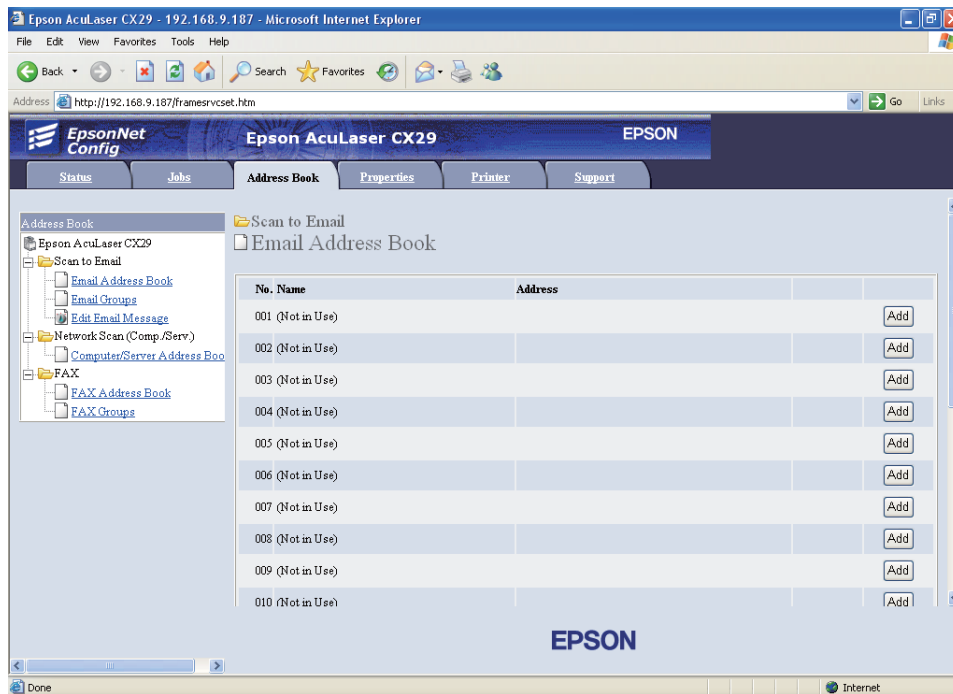 Epson AcuLaser CX29 - 192.168.9.187 - Microsoft Internet Explorer
File Edit View Favorites Tools Help
Back Search Favorites
Address http://192.168.9.187/framesrvcset.htm Go Links
EpsonNet Config
Epson AcuLaser CX29
EPSON
Status Jobs Address Book Properties Printer Support
Address Book
Epson AcuLaser CX29
Scan to Email
Email Address Book
Email Groups
Edit Email Message
Network Scan (Comp./Serv.)
Computer/Server Address Boo
FAX
FAX Address Book
FAX Groups
Scan to Email
Email Address Book
No. Name Address
001 (Not in Use) Add
002 (Not in Use) Add
003 (Not in Use) Add
004 (Not in Use) Add
005 (Not in Use) Add
006 (Not in Use) Add
007 (Not in Use) Add
008 (Not in Use) Add
009 (Not in Use) Add
010 (Not in Use) Add
EPSON
Done Internet